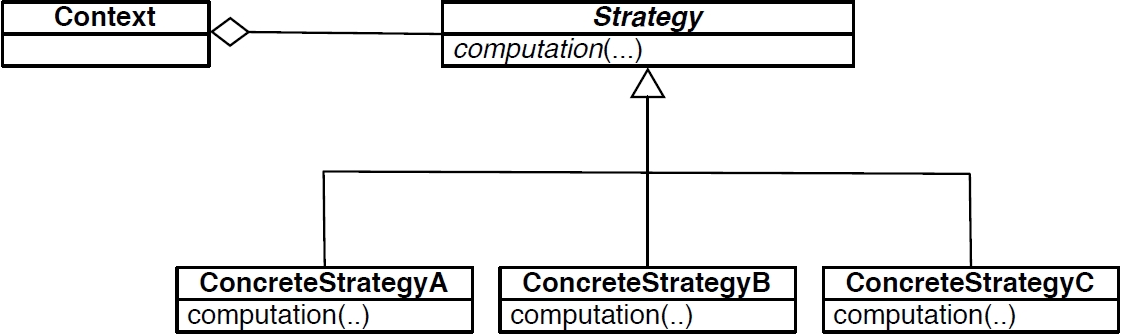 Context
Strategy
computation(...)
ConcreteStrategyA
computation(..)
ConcreteStrategyB
computation(..)
ConcreteStrategyC
computation(..)